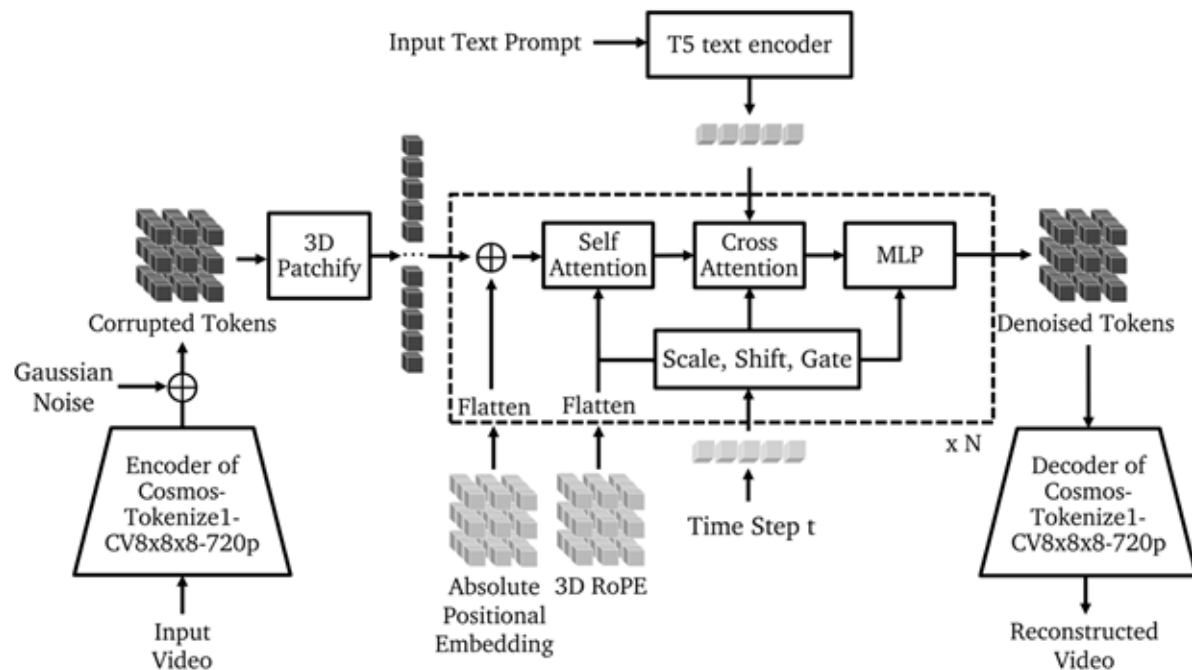 Input Text Prompt
T5 text encoder
3D
Patchify
...
Self
Attention
Cross
Attention
MLP
Corrupted Tokens
Denoised Tokens
Gaussian
Noise
Scale, Shift, Gate
Flatten
Flatten
x N
Encoder of
Cosmos-
Tokenize1-
CV8x8x8-720p
Decoder of
Cosmos-
Tokenize1-
CV8x8x8-720p
Time Step t
Absolute
Positional
Embedding
3D RoPE
Input
Video
Reconstructed
Video